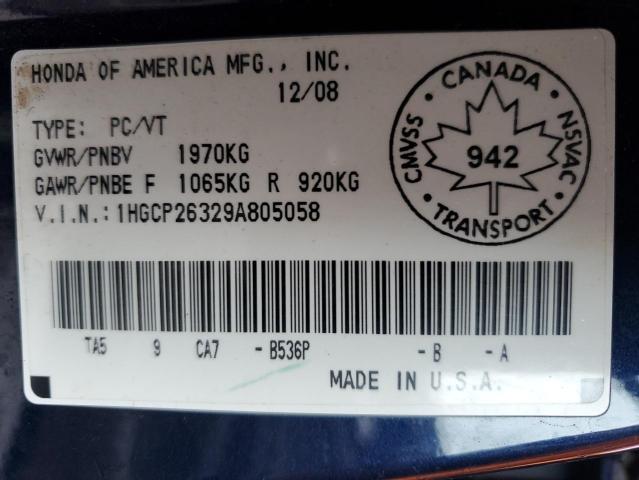 HONDA OF AMERICA MFG., INC.
12/08
TYPE: PC/VT
GVWR/PNBV 1970KG
GAWR/PNBE F 1065KG R 920KG
V.I.N.: 1HGCP26329A805058
CANADA
CMVSS NSVAC
942
TRANSPORT
TA5 9 CA7 -B536P -B -A
MADE IN U.S.A.